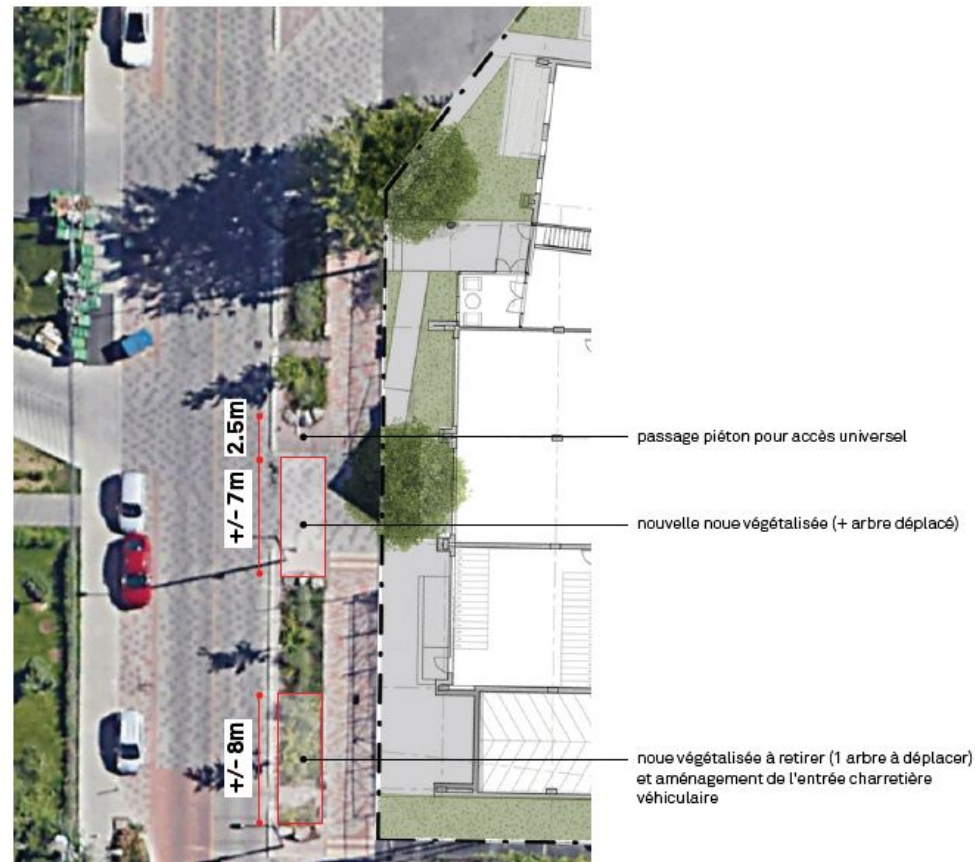 2.5m
passage piéton pour accès universel
+/- 7m
nouvelle noue végétalisée (+ arbre déplacé)
+/- 8m
noue végétalisée à retirer (1 arbre à déplacer)
et aménagement de l'entrée charretière
véhiculaire